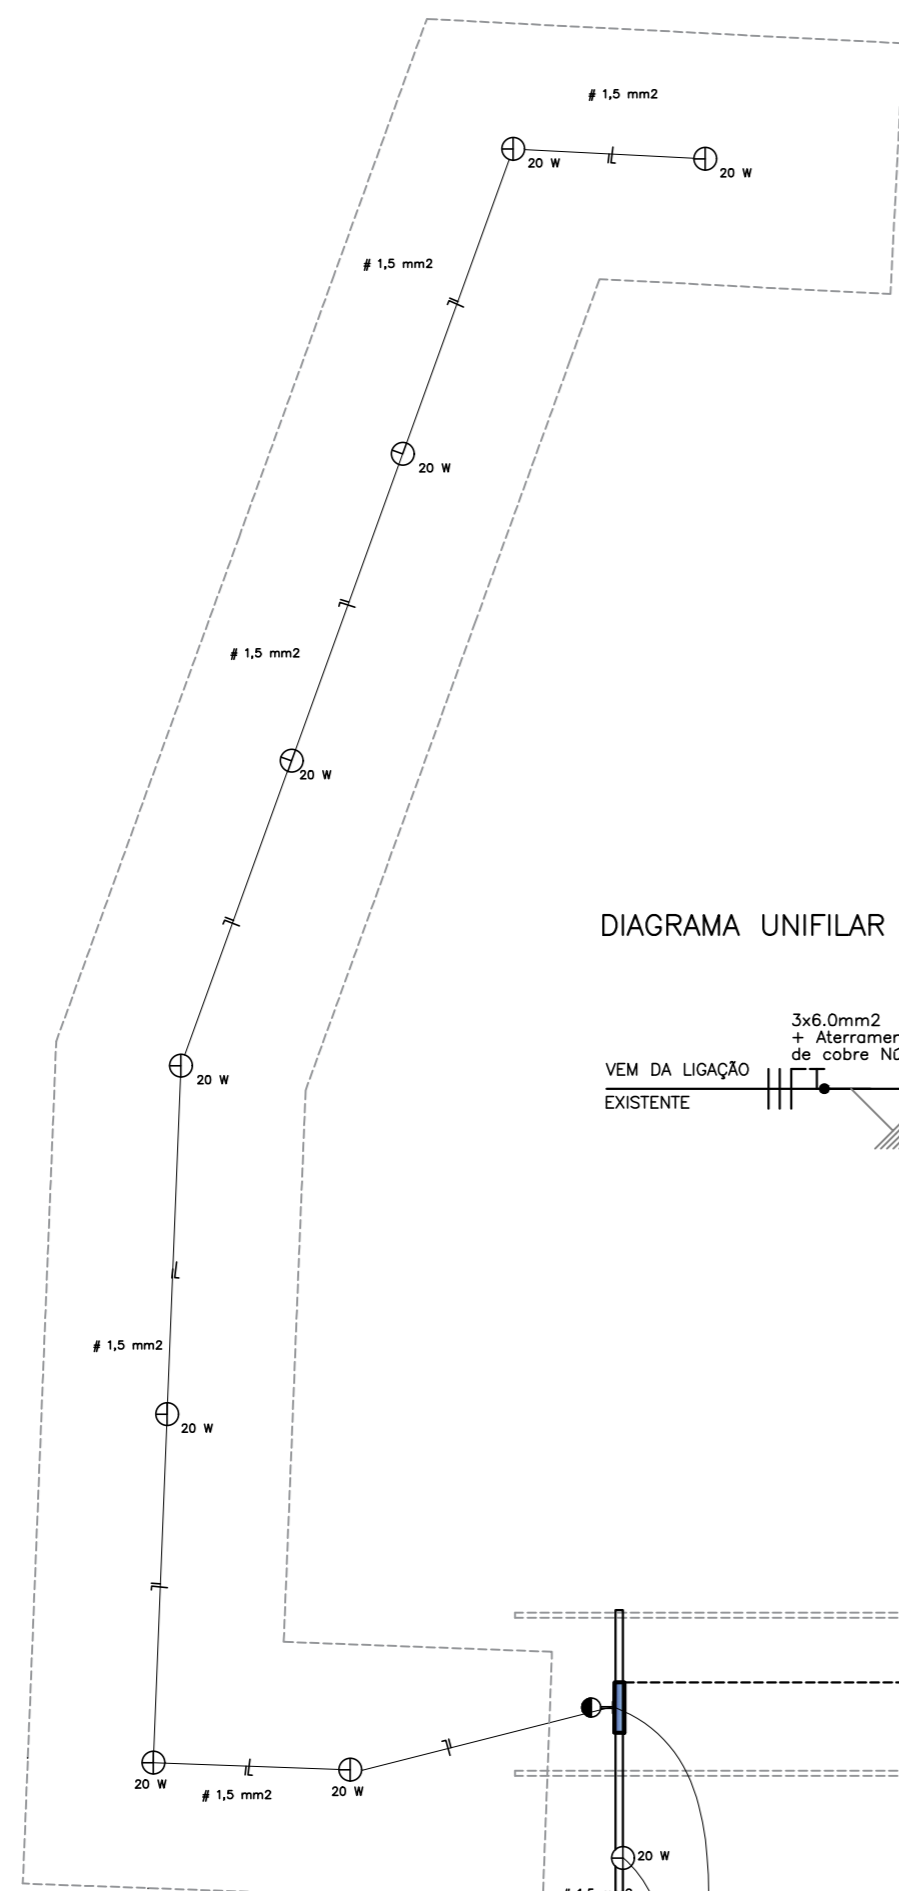 # 1,5 mm2
20 W
20 W
# 1,5 mm2
20 W
# 1,5 mm2
20 W
DIAGRAMA UNIFILAR
3x6.0mm2
+ Aterramen
de cobre Nú
VEM DA LIGAÇÃO
EXISTENTE
20 W
# 1,5 mm2
20 W
20 W
# 1,5 mm2
20 W
20 W